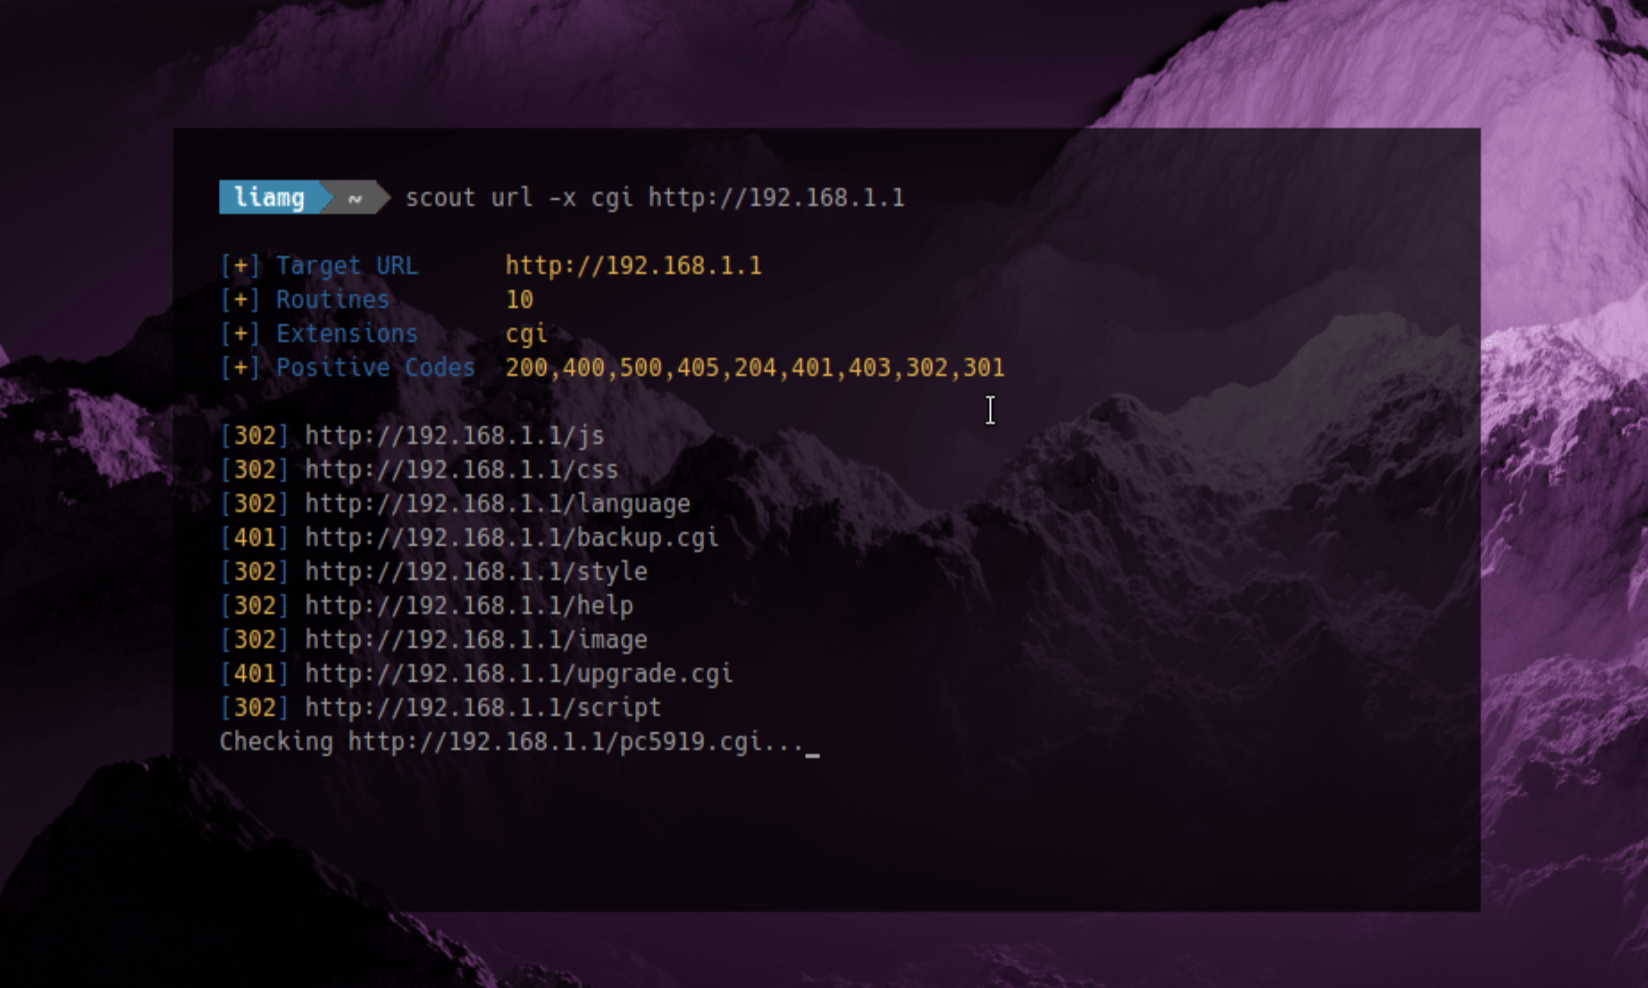 liamg ~ scout url -x cgi http://192.168.1.1
[+] Target URL http://192.168.1.1
[+] Routines 10
[+] Extensions cgi
[+] Positive Codes 200,400,500,405,204,401,403,302,301
[302] http://192.168.1.1/js
[302] http://192.168.1.1/css
[302] http://192.168.1.1/language
[401] http://192.168.1.1/backup.cgi
[302] http://192.168.1.1/style
[302] http://192.168.1.1/help
[302] http://192.168.1.1/image
[401] http://192.168.1.1/upgrade.cgi
[302] http://192.168.1.1/script
Checking http://192.168.1.1/pc5919.cgi..._